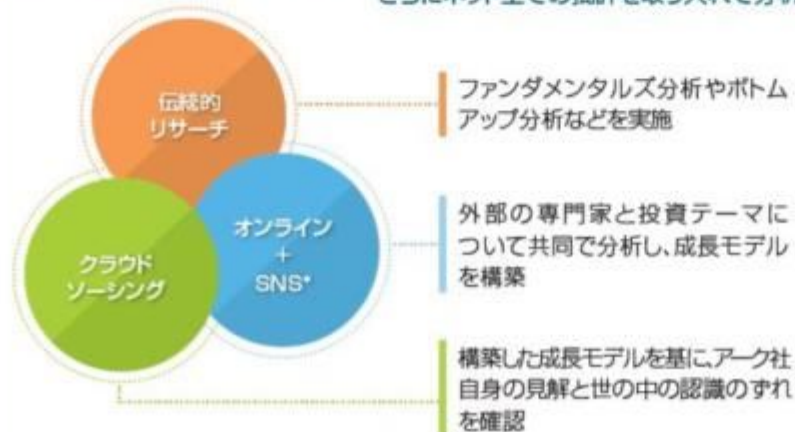 伝統的
リサーチ
ファンダメンタルズ分析やボトム
アップ分析などを実施
オンライン
+
SNS*
外部の専門家と投資テーマに
ついて共同で分析し、成長モデル
を構築
クラウド
ソーシング
構築した成長モデルを基に、アーク社
自身の見解と世の中の認識のずれ
を確認